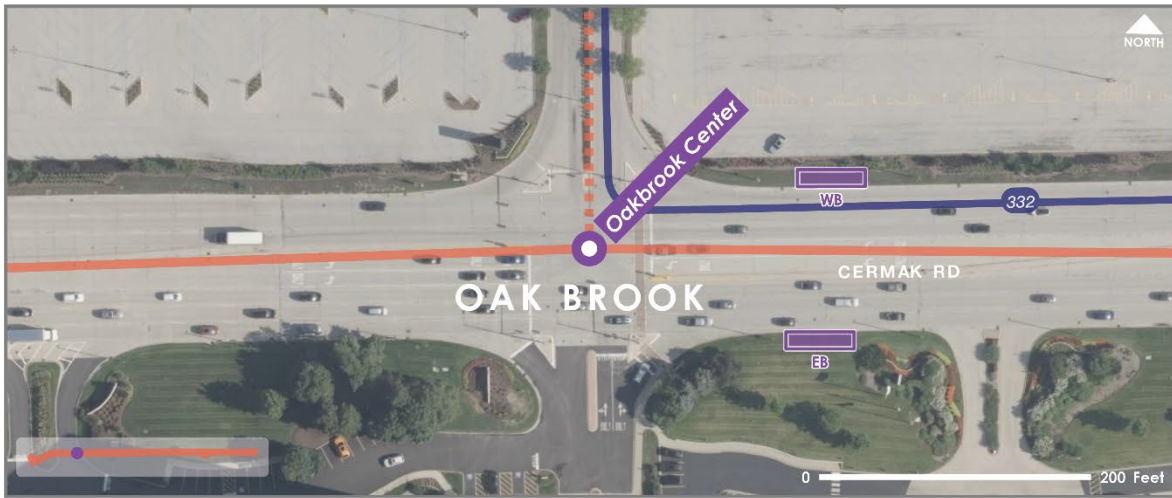 NORTH
Oakbrook Center
WB
332
CERMAK RD
OAK BROOK
EB
0 200 Feet